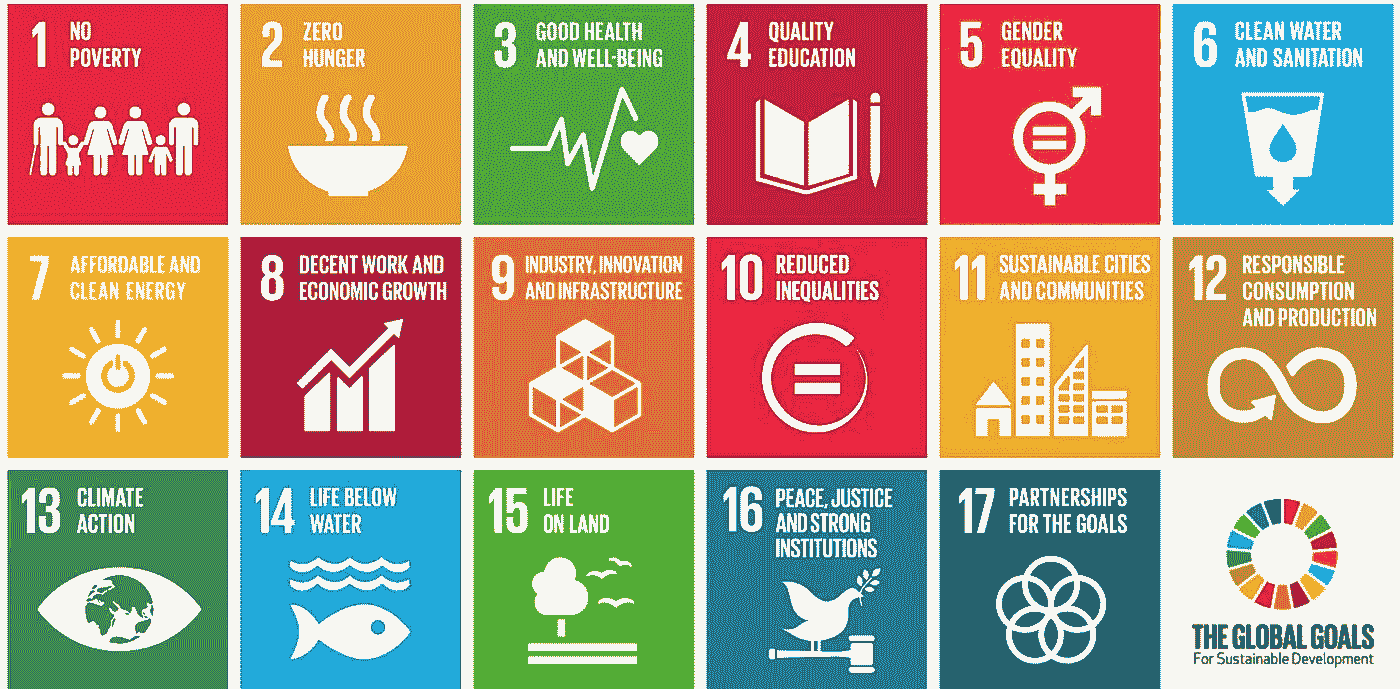 1 NO
POVERTY
2 ZERO
HUNGER
3 GOOD HEALTH
AND WELL-BEING
4 QUALITY
EDUCATION
5 GENDER
EQUALITY
6 CLEAN WATER
AND SANITATION
7 AFFORDABLE AND
CLEAN ENERGY
8 DECENT WORK AND
ECONOMIC GROWTH
9 INDUSTRY, INNOVATION
AND INFRASTRUCTURE
10 REDUCED
INEQUALITIES
11 SUSTAINABLE CITIES
AND COMMUNITIES
12 RESPONSIBLE
CONSUMPTION
AND PRODUCTION
13 CLIMATE
ACTION
14 LIFE BELOW
WATER
15 LIFE
ON LAND
16 PEACE, JUSTICE
AND STRONG
INSTITUTIONS
17 PARTNERSHIPS
FOR THE GOALS
THE GLOBAL GOALS
For Sustainable Development